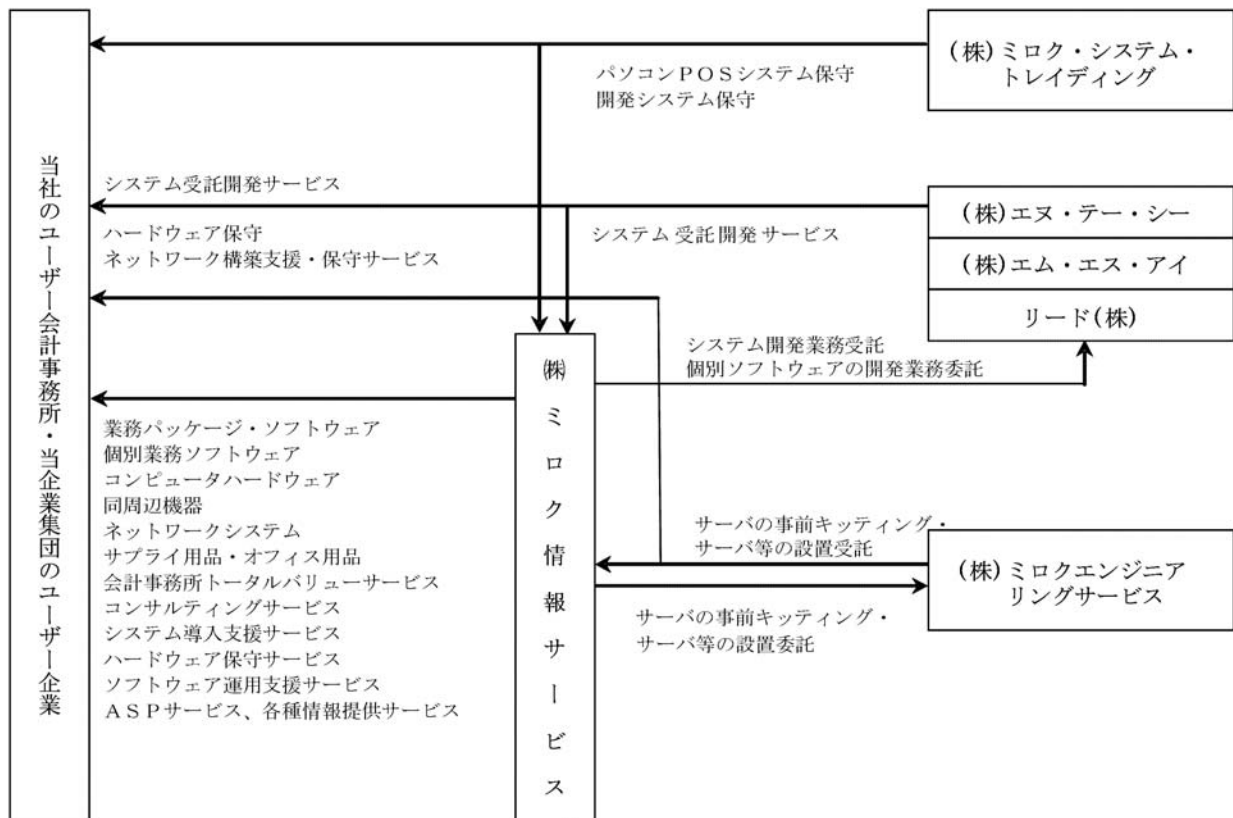 当社のユーザー会計事務所・当企業集団のユーザー企業
(株)ミロク・システム・
トレイディング
パソコンＰＯＳシステム保守
開発システム保守
システム受託開発サービス
(株)エヌ・テー・シー
ハードウェア保守
ネットワーク構築支援・保守サービス
システム受託開発サービス
(株)エム・エス・アイ
リード(株)
システム開発業務受託
個別ソフトウェアの開発業務委託
㈱ミロク情報サービス
業務パッケージ・ソフトウェア
個別業務ソフトウェア
コンピュータハードウェア
同周辺機器
ネットワークシステム
サプライ用品・オフィス用品
会計事務所トータルバリューサービス
コンサルティングサービス
システム導入支援サービス
ハードウェア保守サービス
ソフトウェア運用支援サービス
ＡＳＰサービス、各種情報提供サービス
サーバの事前キッティング・
サーバ等の設置受託
(株)ミロクエンジニア
リングサービス
サーバの事前キッティング・
サーバ等の設置委託